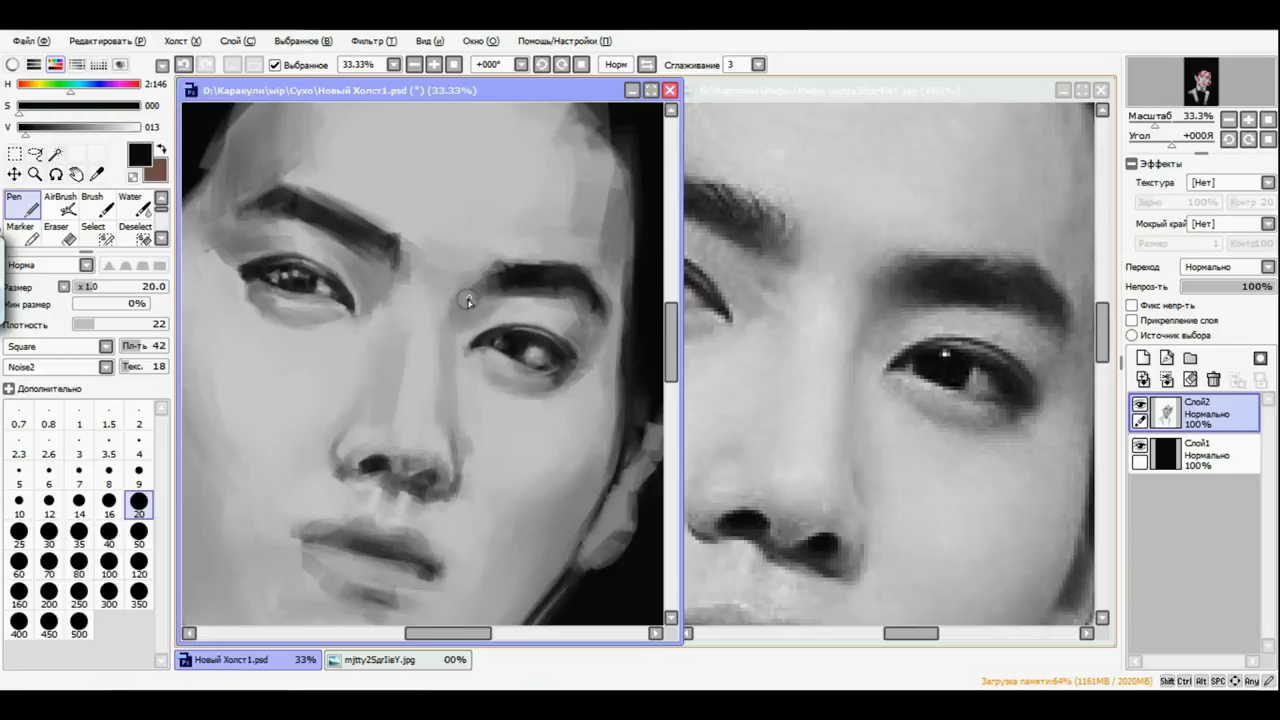 Файл (Ф) Редактировать (Р) Холст (X) Слой (C) Выбранное (B) Фильтр (T) Вид (и) Окно (O) Помощь/Настройки (П)
Выбранное 33.33% +000° Норм Сглаживание 3
H 2:146
S 000
V 013
D:\Каракули\wip\Сухо\Новый Холст1.psd (*) (33.33%)
Масштаб 33.3%
Угол +000Я
Pen AirBrush Brush Water
Marker Eraser Select Deselect
Норма
Размер x 1.0 20.0
Мин размер 0%
Плотность 22
Square Пл-ть 42
Noise2 Текс. 18
Дополнительно
0.7 0.8 1 1.5 2
2.3 2.6 3 3.5 4
5 6 7 8 9
10 12 14 16 20
25 30 35 40 50
60 70 80 100 120
160 200 250 300 350
400 450 500
Эффекты
Текстура [Нет]
Зерно 100% Контр 20
Мокрый край [Нет]
Размер 1 Контр100
Переход Нормально
Непроз-ть 100%
Фикс непр-ть
Прикрепление слоя
Источник выбора
Слой2
Нормально
100%
Слой1
Нормально
100%
Новый Холст1.psd 33%
00%
Загрузка памяти:64% (1161MB / 2020MB) Shift Ctrl Alt SPC Any